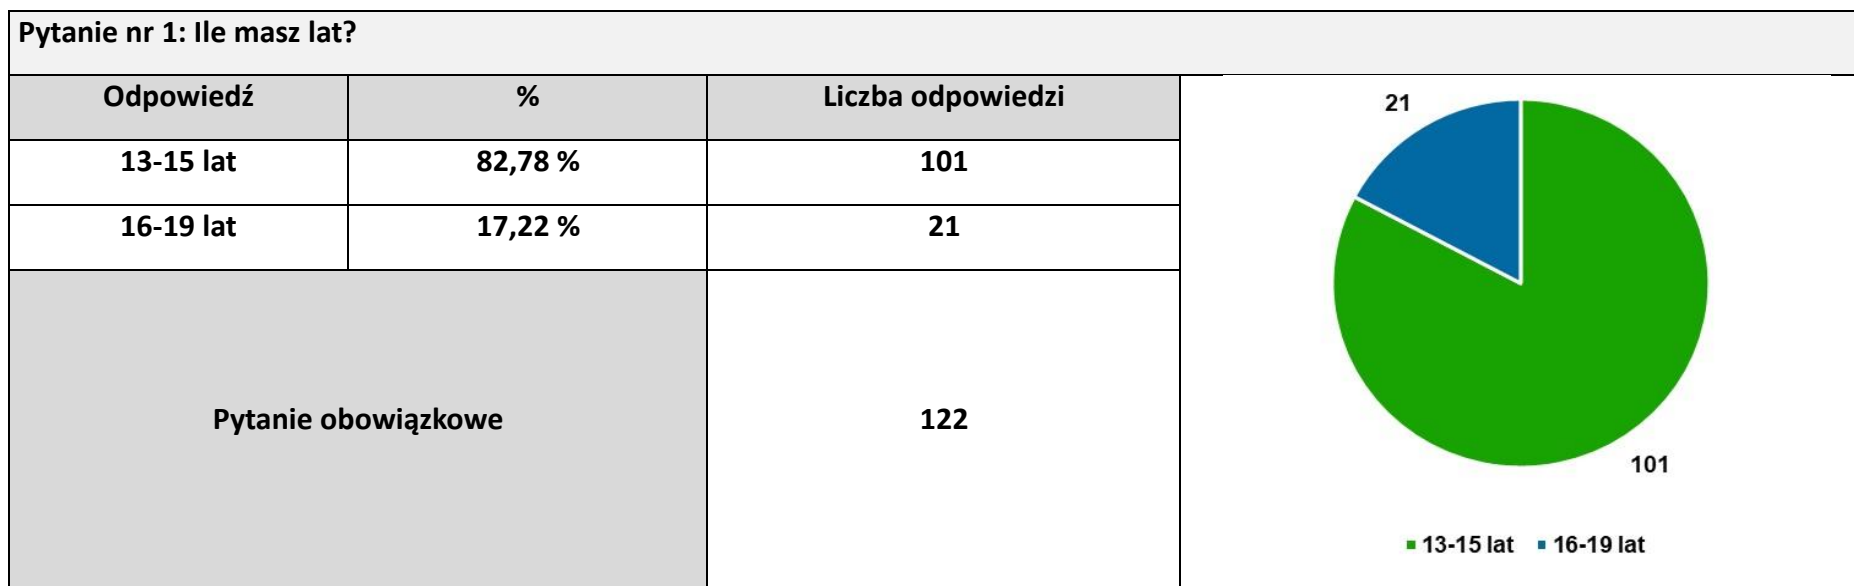 Pytanie nr 1: Ile masz lat?
Odpowiedź % Liczba odpowiedzi
13-15 lat 82,78 % 101
16-19 lat 17,22 % 21
Pytanie obowiązkowe 122
21
101
13-15 lat 16-19 lat